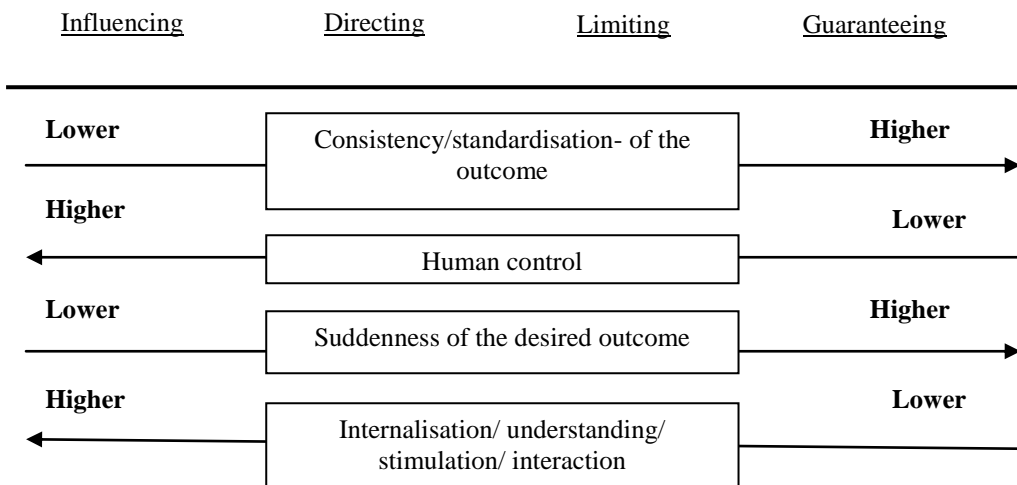 Influencing Directing Limiting Guaranteeing
Lower Higher
Consistency/standardisation- of the
outcome
Higher Lower
Human control
Lower Higher
Suddenness of the desired outcome
Higher Lower
Internalisation/ understanding/
stimulation/ interaction